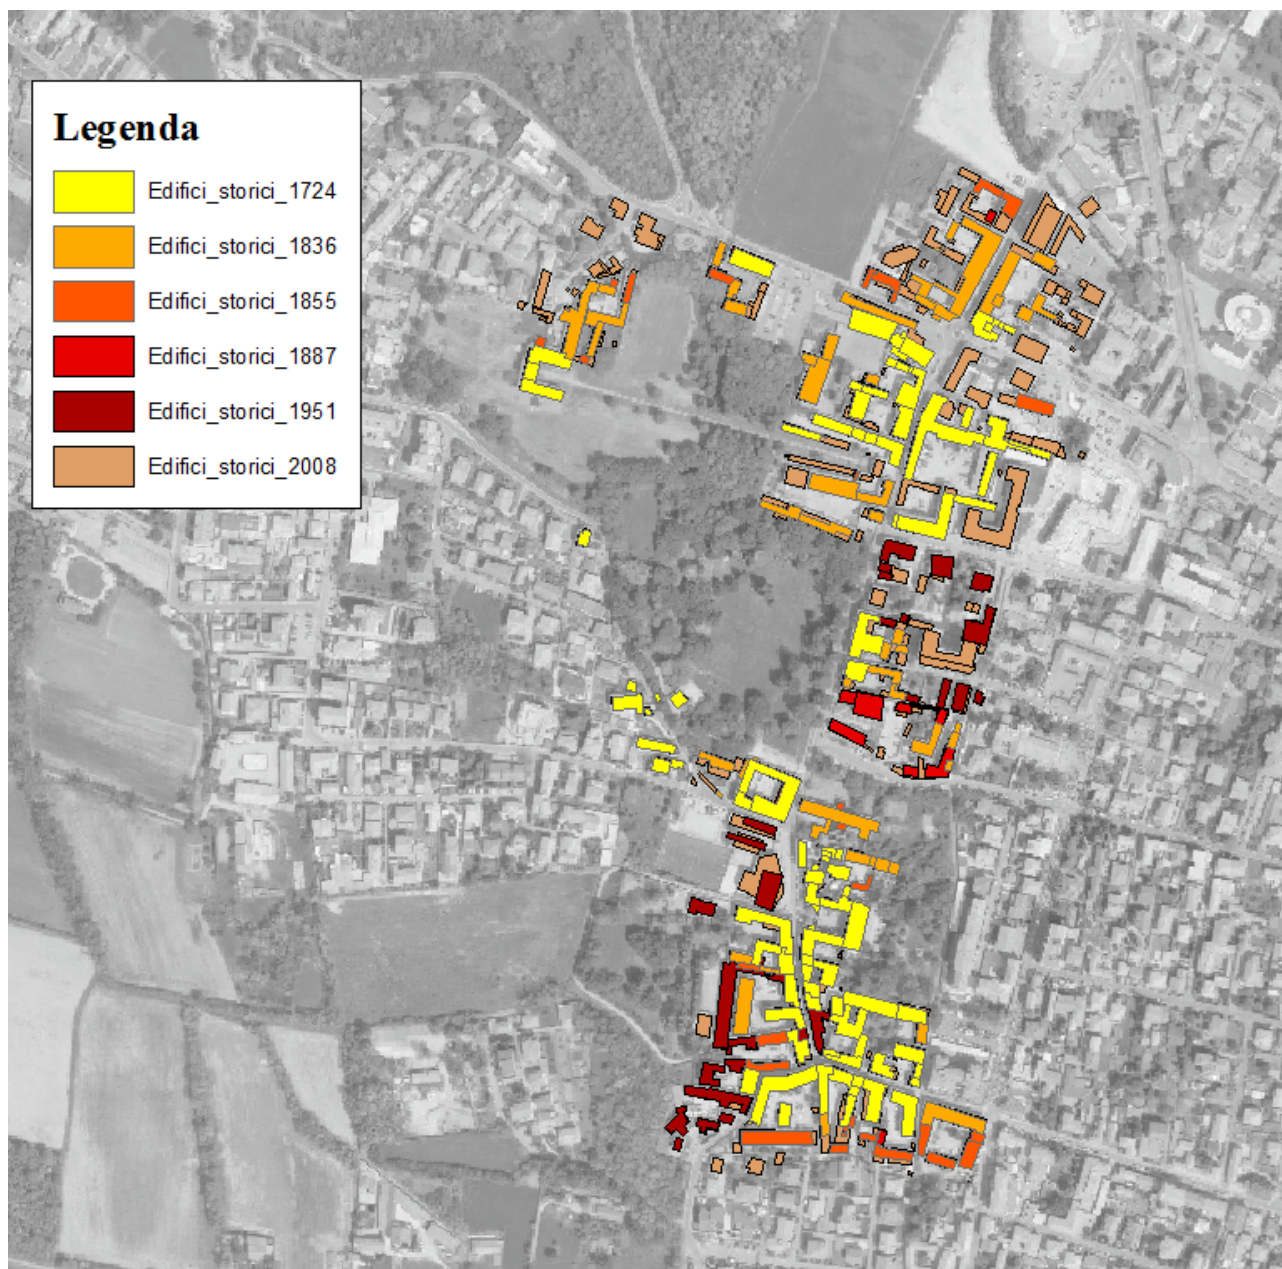 Legenda
Edifici_storici_1724
Edifici_storici_1836
Edifici_storici_1855
Edifici_storici_1887
Edifici_storici_1951
Edifici_storici_2008